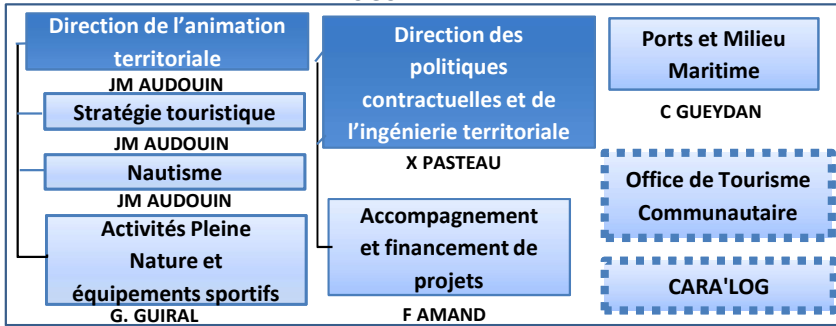 Direction de l'animation
territoriale
JM AUDOUIN
Stratégie touristique
JM AUDOUIN
Nautisme
JM AUDOUIN
Activités Pleine
Nature et
équipements sportifs
G. GUIRAL
Direction des
politiques
contractuelles et de
l'ingénierie territoriale
X PASTEAU
Accompagnement
et financement de
projets
F AMAND
Ports et Milieu
Maritime
C GUEYDAN
Office de Tourisme
Communautaire
CARA'LOG